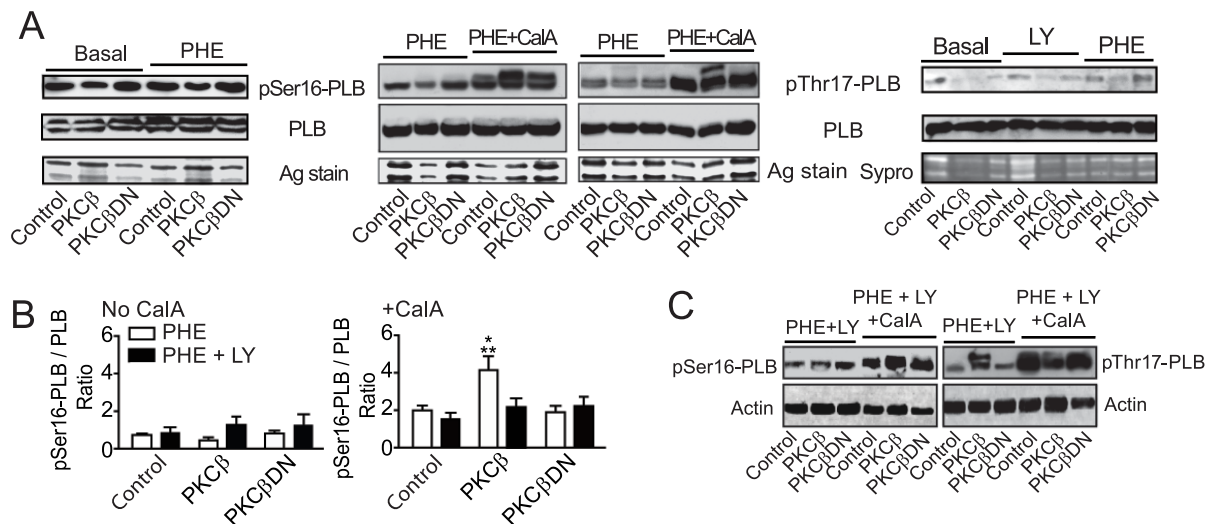 A
Basal PHE
PHE PHE+CalA PHE PHE+CalA
Basal LY PHE
pSer16-PLB
pThr17-PLB
PLB
PLB
Ag stain
Ag stain Sypro
Control PKCβ PKCβDN Control PKCβ PKCβDN
Control PKCβ PKCβDN Control PKCβ PKCβDN
Control PKCβ PKCβDN Control PKCβ PKCβDN
Control PKCβ PKCβDN Control PKCβ PKCβDN Control PKCβ PKCβDN
B
No CalA
PHE
PHE + LY
pSer16-PLB / PLB
Ratio
6
4
2
0
Control PKCβ PKCβDN
+CalA
pSer16-PLB / PLB
Ratio
6
4
2
0
*
**
Control PKCβ PKCβDN
C
PHE+LY
PHE + LY
+CalA
PHE+LY
PHE + LY
+CalA
pSer16-PLB
pThr17-PLB
Actin
Actin
Control PKCβ PKCβDN Control PKCβ PKCβDN
Control PKCβ PKCβDN Control PKCβ PKCβDN